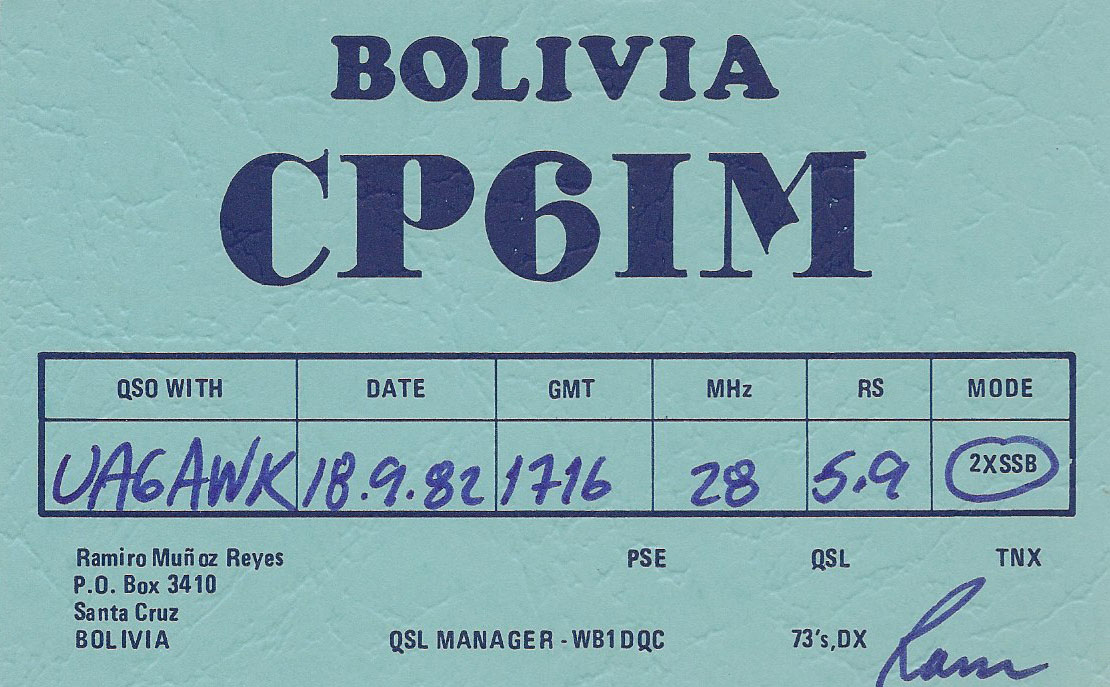 BOLIVIA
CP6IM
QSO WITH DATE GMT MHz RS MODE
UA6AWK 18.9.82 1716 28 5.9 2XSSB
Ramiro Muñoz Reyes PSE QSL TNX
P.O. Box 3410
Santa Cruz
BOLIVIA QSL MANAGER - WB1DQC 73's,DX